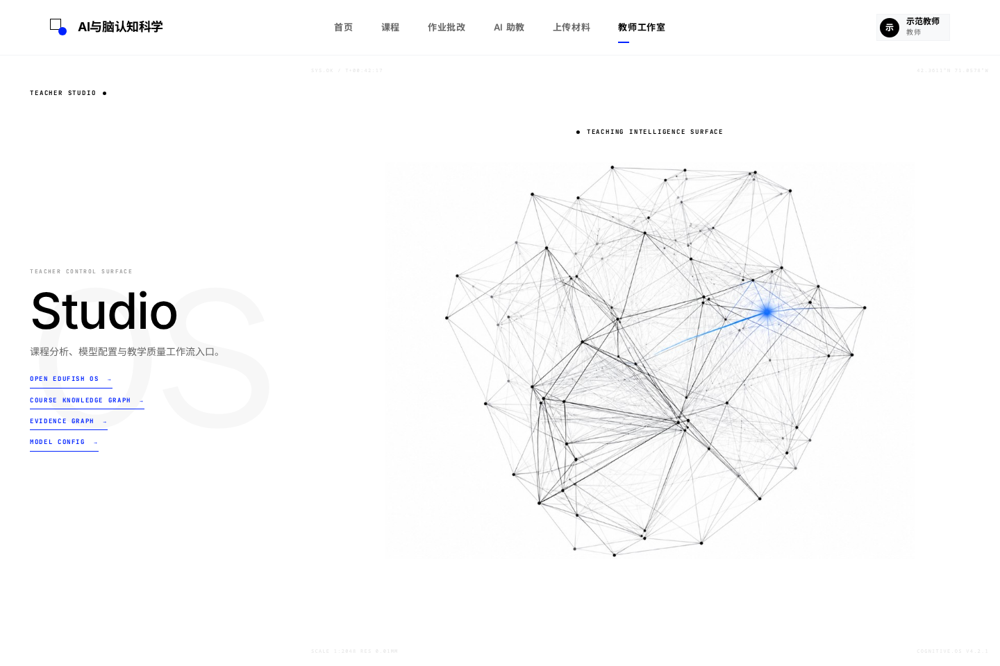 AI与脑认知科学
首页 课程 作业批改 AI 助教 上传材料 教师工作室
示 示范教师
教师
SYS.OK / T+00:42:17
TEACHER STUDIO
TEACHING INTELLIGENCE SURFACE
TEACHER CONTROL SURFACE
OS
Studio
课程分析、模型配置与教学质量工作流入口。
OPEN EDUFISH OS →
COURSE KNOWLEDGE GRAPH →
EVIDENCE GRAPH →
MODEL CONFIG →
SCALE 1:2048 RES 0.01MM
COGNITIVE.OS V4.2.1